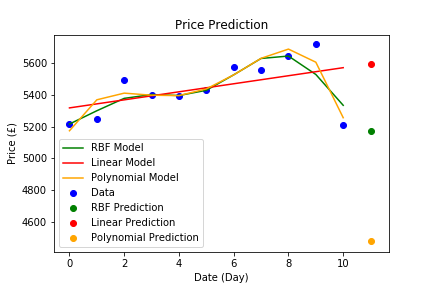 Price Prediction
Price (£)
5600
5400
5200
5000
4800
4600
RBF Model
Linear Model
Polynomial Model
Data
RBF Prediction
Linear Prediction
Polynomial Prediction
0 2 4 6 8 10
Date (Day)